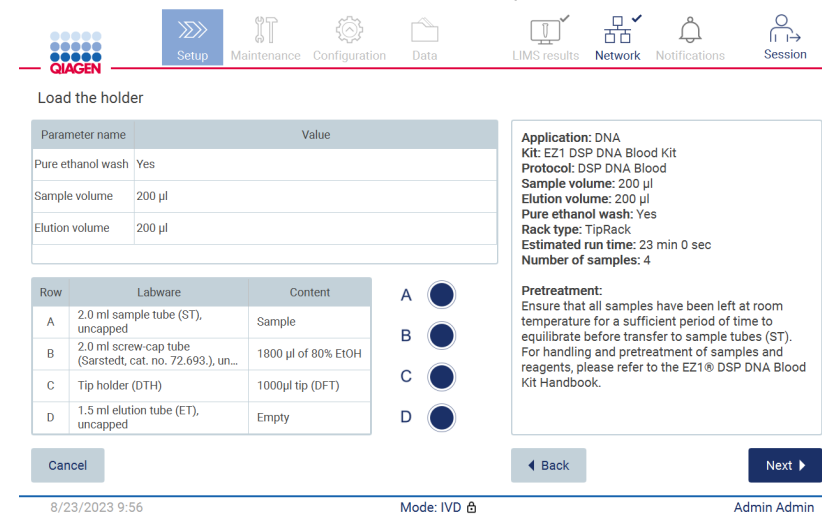 QIAGEN
Setup
Maintenance
Configuration
Data
LIMS results
Network
Notifications
Session
Load the holder
Parameter name Value
Pure ethanol wash Yes
Sample volume 200 µl
Elution volume 200 µl
Row Labware Content
A 2.0 ml sample tube (ST), uncapped Sample
B 2.0 ml screw-cap tube (Sarstedt, cat. no. 72.693.), un... 1800 µl of 80% EtOH
C Tip holder (DTH) 1000µl tip (DFT)
D 1.5 ml elution tube (ET), uncapped Empty
A
B
C
D
Application: DNA
Kit: EZ1 DSP DNA Blood Kit
Protocol: DSP DNA Blood
Sample volume: 200 µl
Elution volume: 200 µl
Pure ethanol wash: Yes
Rack type: TipRack
Estimated run time: 23 min 0 sec
Number of samples: 4
Pretreatment:
Ensure that all samples have been left at room
temperature for a sufficient period of time to
equilibrate before transfer to sample tubes (ST).
For handling and pretreatment of samples and
reagents, please refer to the EZ1® DSP DNA Blood
Kit Handbook.
Cancel
Back
Next
8/23/2023 9:56
Mode: IVD
Admin Admin